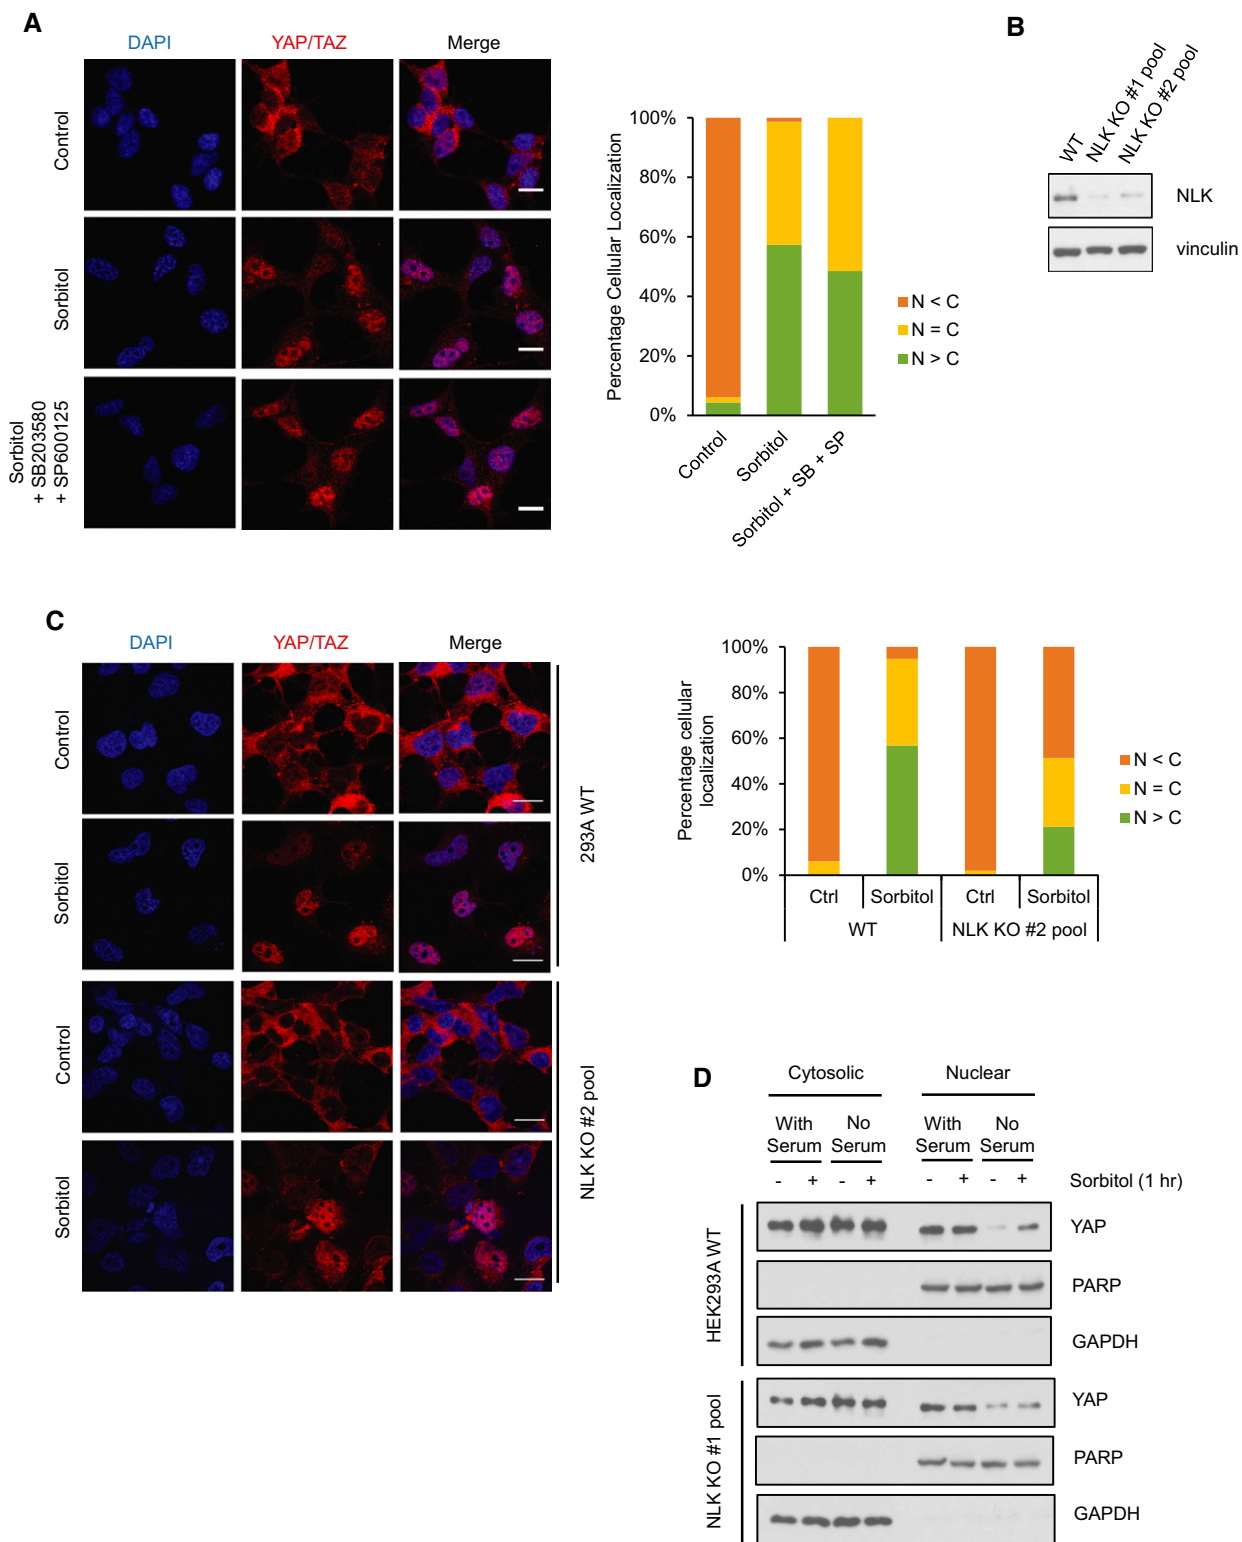 A
DAPI
YAP/TAZ
Merge
Control
Sorbitol
Sorbitol
+ SB203580
+ SP600125
Percentage Cellular Localization
100%
80%
60%
40%
20%
0%
Control
Sorbitol
Sorbitol + SB + SP
N < C
N = C
N > C
B
WT
NLK KO #1 pool
NLK KO #2 pool
NLK
vinculin
C
DAPI
YAP/TAZ
Merge
Control
Sorbitol
293A WT
Control
Sorbitol
NLK KO #2 pool
Percentage cellular
localization
100%
80%
60%
40%
20%
0%
Ctrl
Sorbitol
Ctrl
Sorbitol
WT
NLK KO #2 pool
N < C
N = C
N > C
D
Cytosolic
Nuclear
With
Serum
No
Serum
With
Serum
No
Serum
- + - + - + - + Sorbitol (1 hr)
HEK293A WT
YAP
PARP
GAPDH
NLK KO #1 pool
YAP
PARP
GAPDH